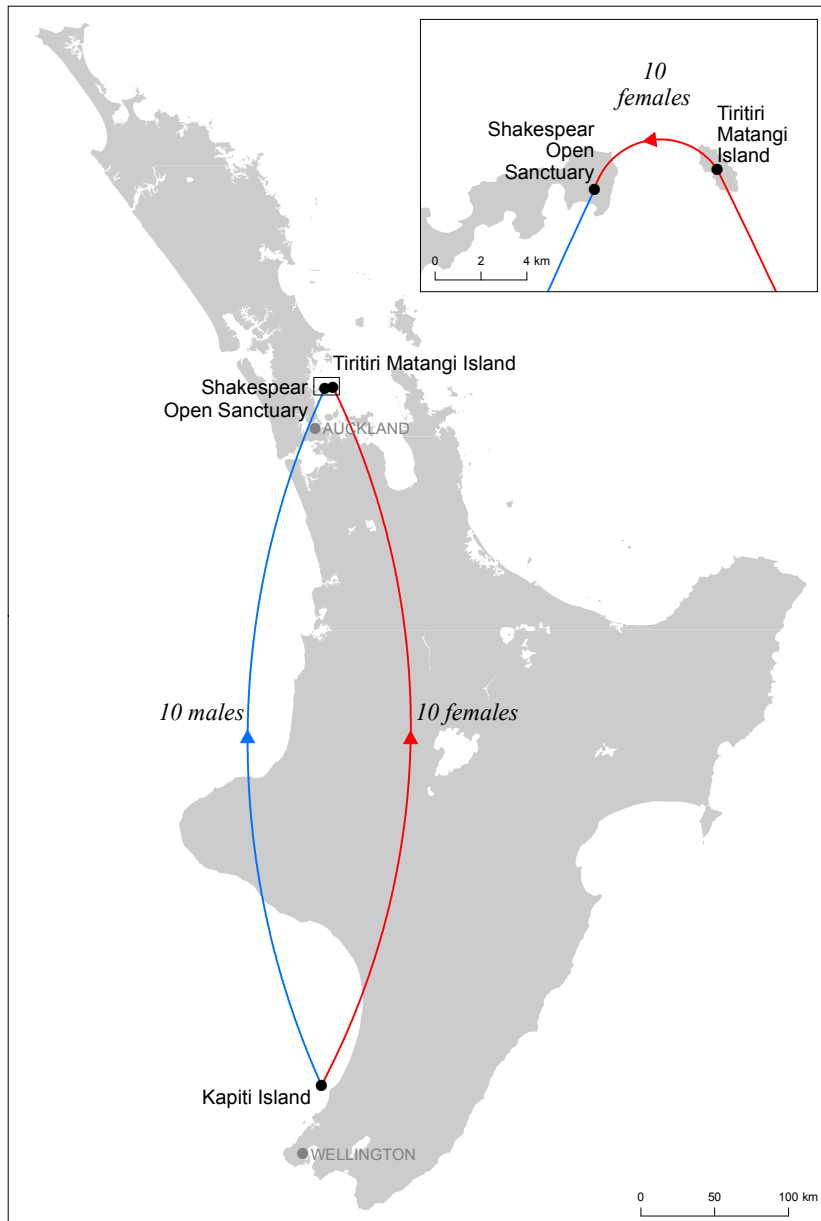 10
females
Tiritiri
Matangi
Island
Shakespear
Open
Sanctuary
0 2 4 km
Tiritiri Matangi Island
Shakespear
Open Sanctuary
AUCKLAND
10 males
10 females
Kapiti Island
WELLINGTON
0 50 100 km